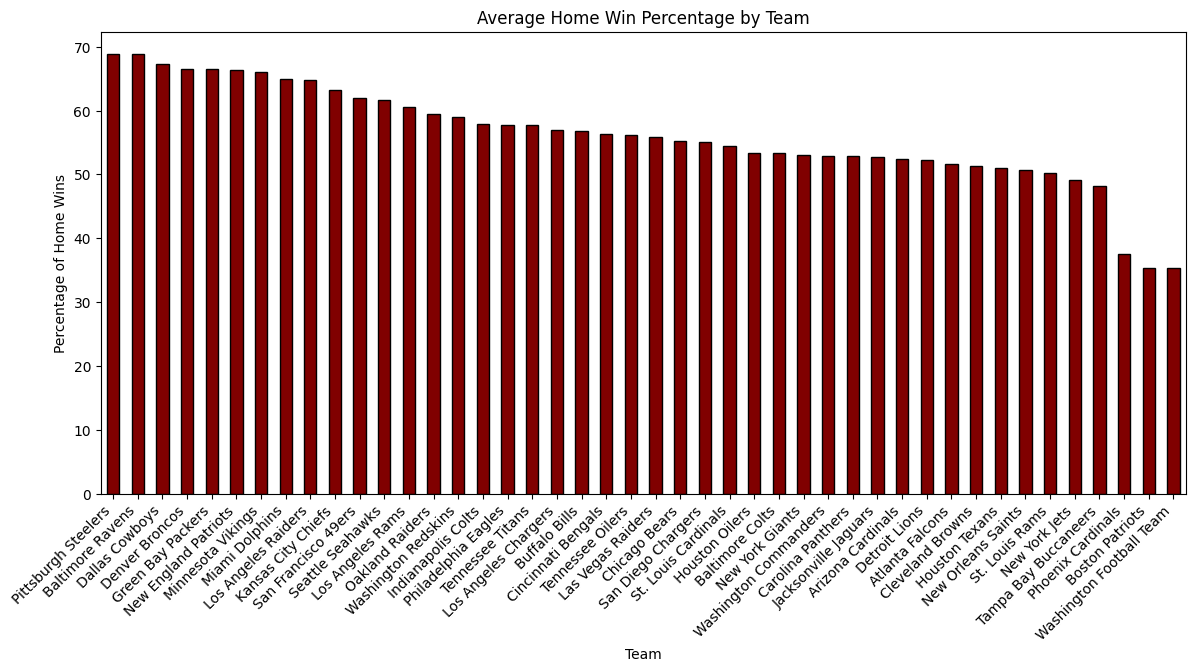 Average Home Win Percentage by Team
Percentage of Home Wins
70
60
50
40
30
20
10
0
Pittsburgh Steelers
Baltimore Ravens
Dallas Cowboys
Denver Broncos
Green Bay Packers
New England Patriots
Minnesota Vikings
Miami Dolphins
Los Angeles Raiders
Kansas City Chiefs
San Francisco 49ers
Seattle Seahawks
Los Angeles Rams
Oakland Raiders
Washington Redskins
Indianapolis Colts
Philadelphia Eagles
Tennessee Titans
Los Angeles Chargers
Buffalo Bills
Cincinnati Bengals
Tennessee Oilers
Las Vegas Raiders
Chicago Bears
San Diego Chargers
St. Louis Cardinals
Houston Oilers
Baltimore Colts
New York Giants
Washington Commanders
Carolina Panthers
Jacksonville Jaguars
Arizona Cardinals
Detroit Lions
Atlanta Falcons
Cleveland Browns
Houston Texans
New Orleans Saints
St. Louis Rams
New York Jets
Tampa Bay Buccaneers
Phoenix Cardinals
Boston Patriots
Washington Football Team
Team